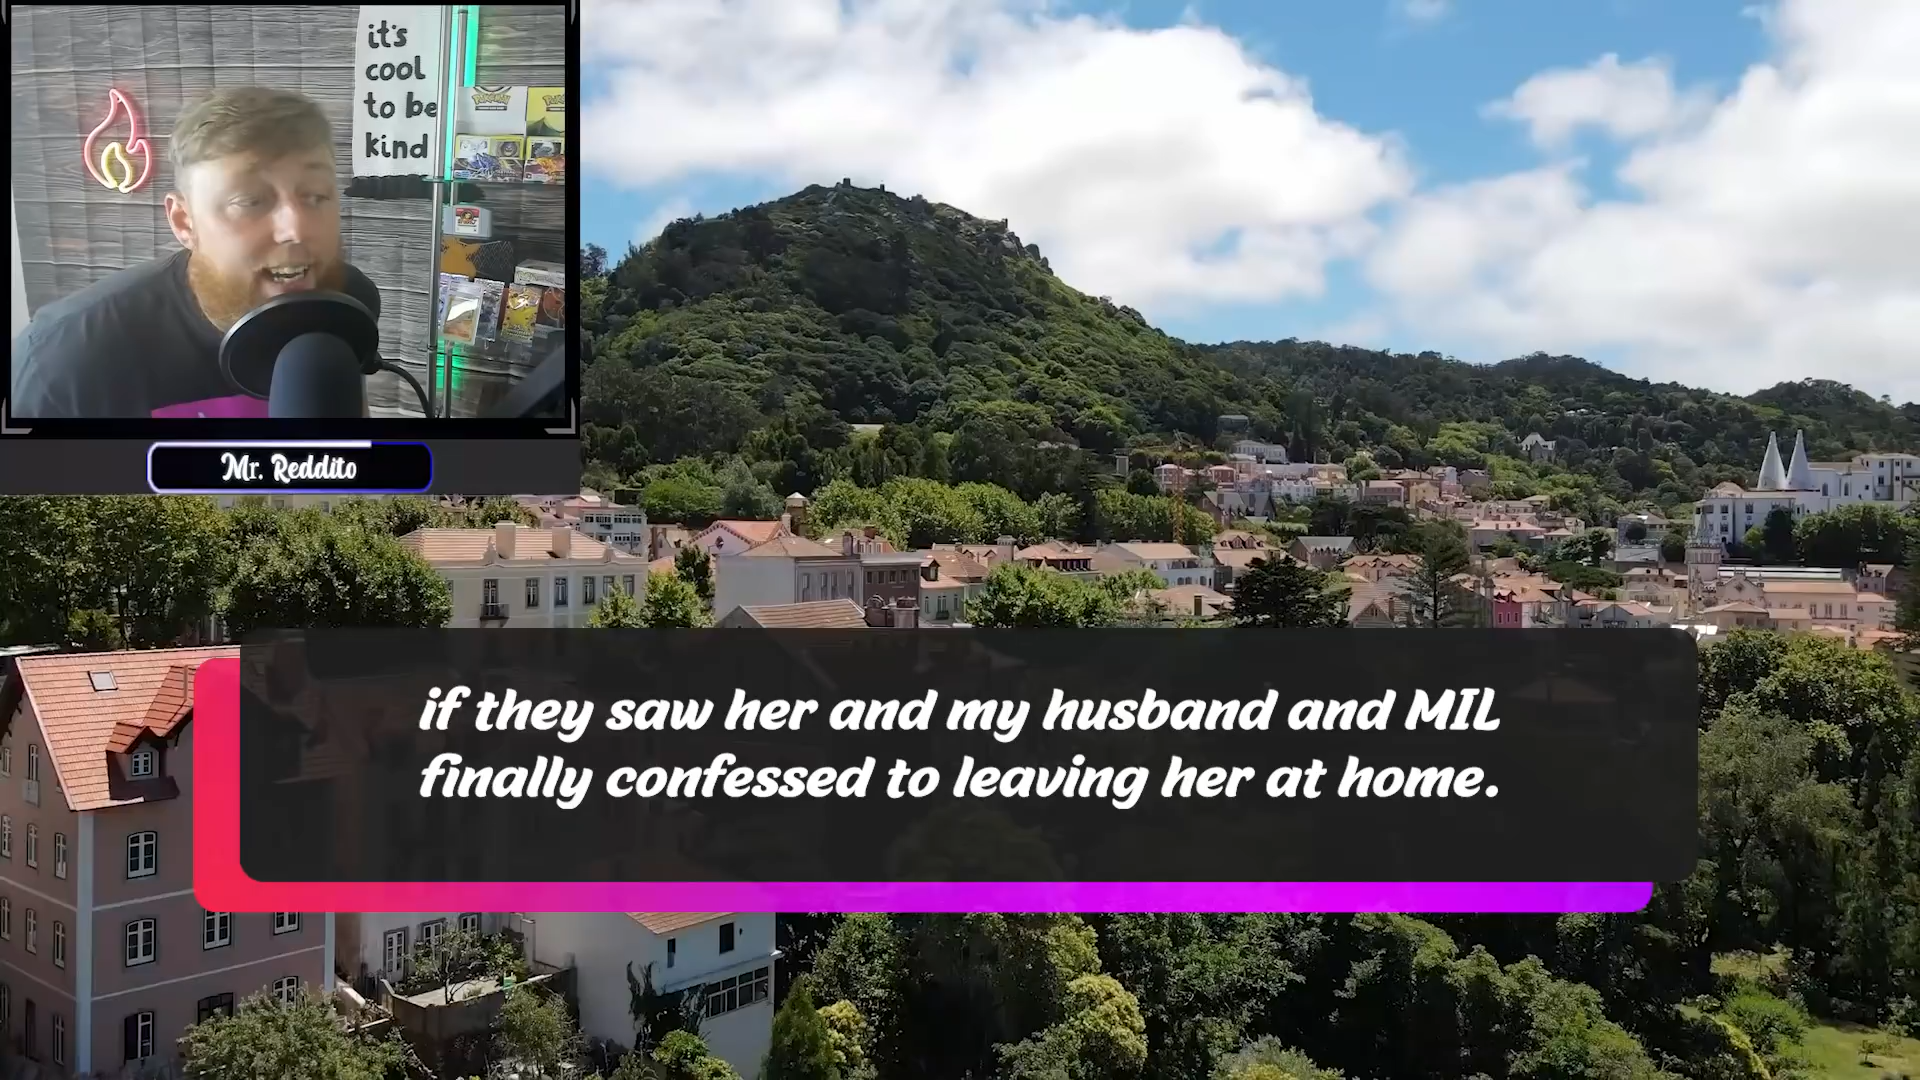 it's
cool
to be
kind
POKéMON
Mr. Reddito
if they saw her and my husband and MIL
finally confessed to leaving her at home.